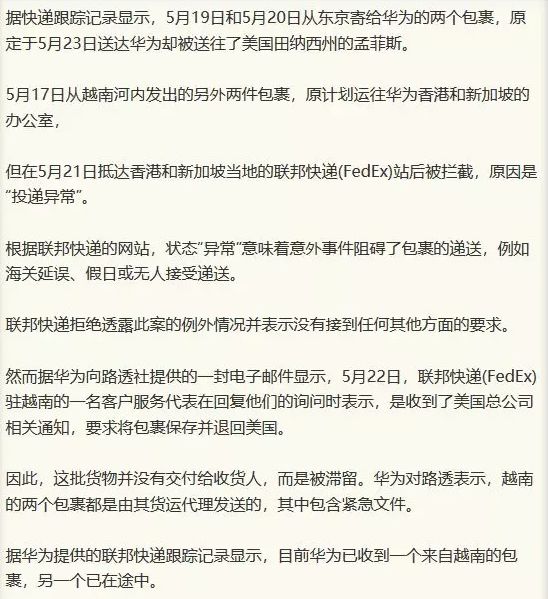 据快递跟踪记录显示，5月19日和5月20日从东京寄给华为的两个包裹，原
定于5月23日送达华为却被送往了美国田纳西州的孟菲斯。
5月17日从越南河内发出的另外两件包裹，原计划运往华为香港和新加坡的
办公室，
但在5月21日抵达香港和新加坡当地的联邦快递(FedEx)站后被拦截，原因是
“投递异常”。
根据联邦快递的网站，状态“异常”意味着意外事件阻碍了包裹的递送，例如
海关延误、假日或无人接受递送。
联邦快递拒绝透露此案的例外情况并表示没有接到任何其他方面的要求。
然而据华为向路透社提供的一封电子邮件显示，5月22日，联邦快递(FedEx)
驻越南的一名客户服务代表在回复他们的询问时表示，是收到了美国总公司
相关通知，要求将包裹保存并退回美国。
因此，这批货物并没有交付给收货人，而是被滞留。华为对路透表示，越南
的两个包裹都是由其货运代理发送的，其中包含紧急文件。
据华为提供的联邦快递跟踪记录显示，目前华为已收到一个来自越南的包
裹，另一个已在途中。